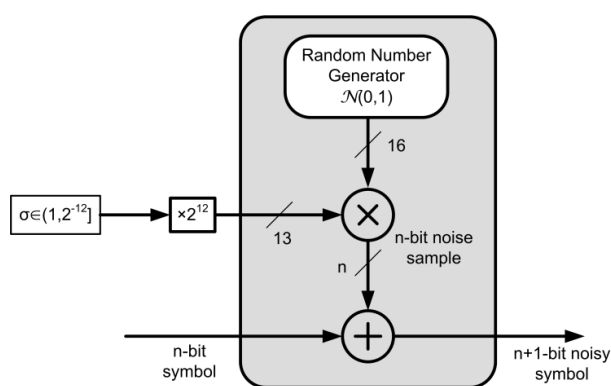 Random Number
Generator
𝒩(0,1)
16
σ∈(1,2⁻¹²]
×2¹²
13
n-bit noise
sample
n
n-bit
symbol
n+1-bit noisy
symbol